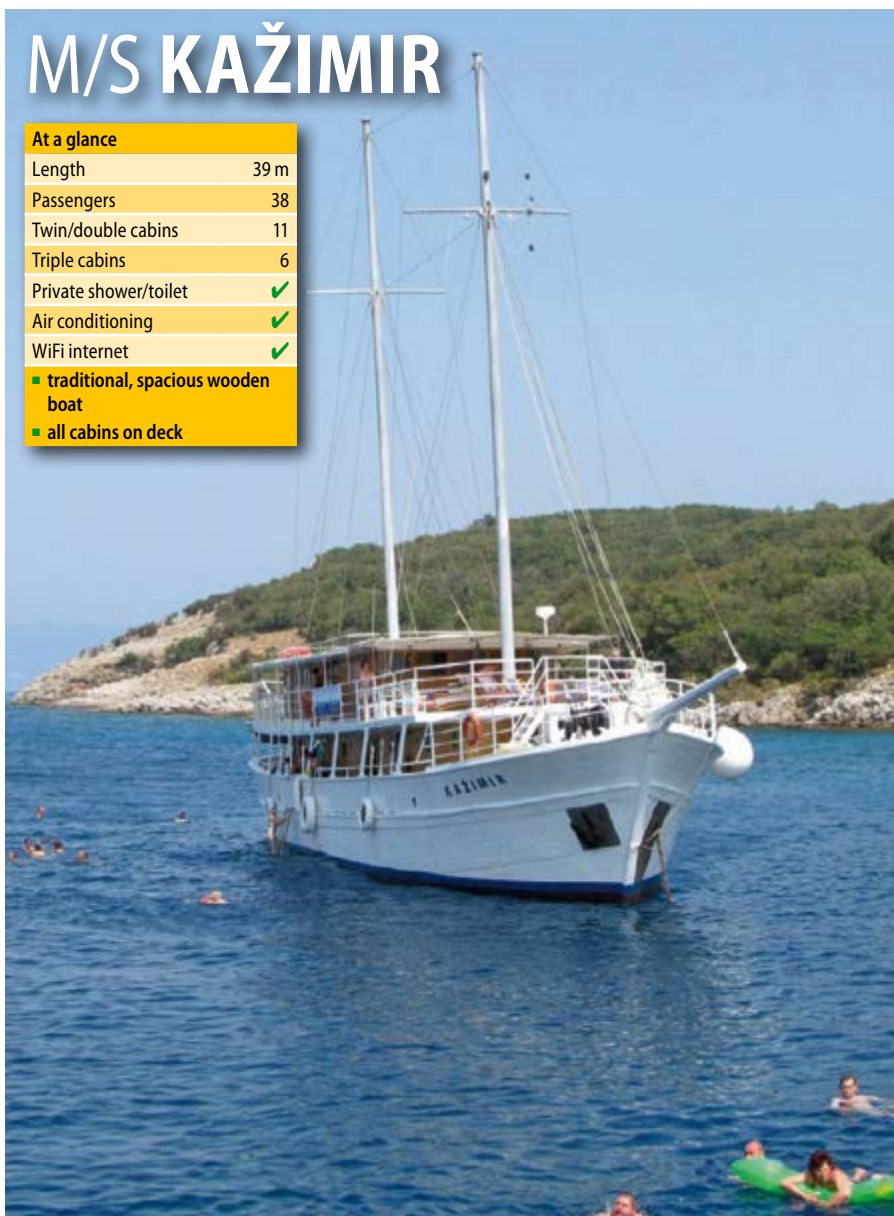 M/S KAŽIMIR
At a glance
Length 39 m
Passengers 38
Twin/double cabins 11
Triple cabins 6
Private shower/toilet ✔
Air conditioning ✔
WiFi internet ✔
▪ traditional, spacious wooden
boat
▪ all cabins on deck
KAŽIMIR